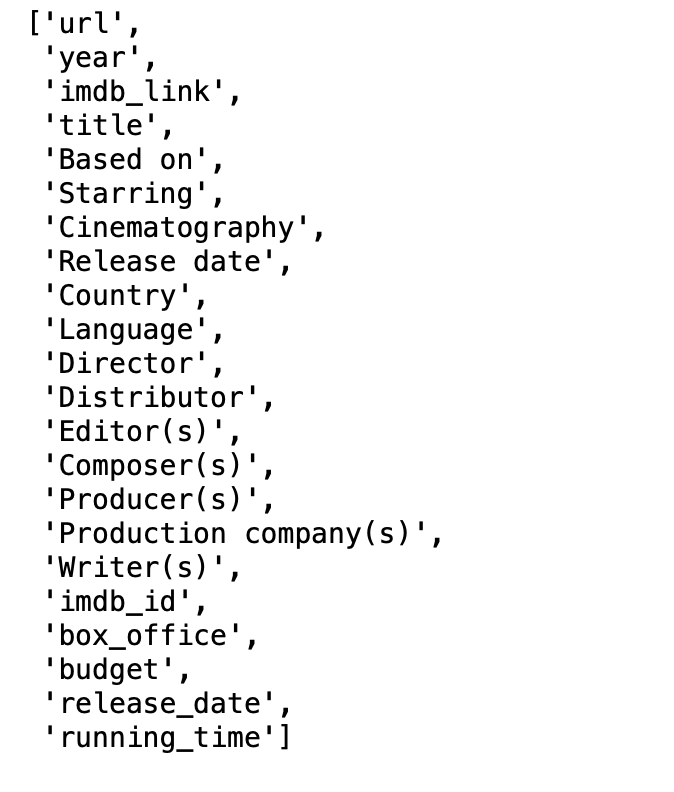 ['url',
'year',
'imdb_link',
'title',
'Based on',
'Starring',
'Cinematography',
'Release date',
'Country',
'Language',
'Director',
'Distributor',
'Editor(s)',
'Composer(s)',
'Producer(s)',
'Production company(s)',
'Writer(s)',
'imdb_id',
'box_office',
'budget',
'release_date',
'running_time']